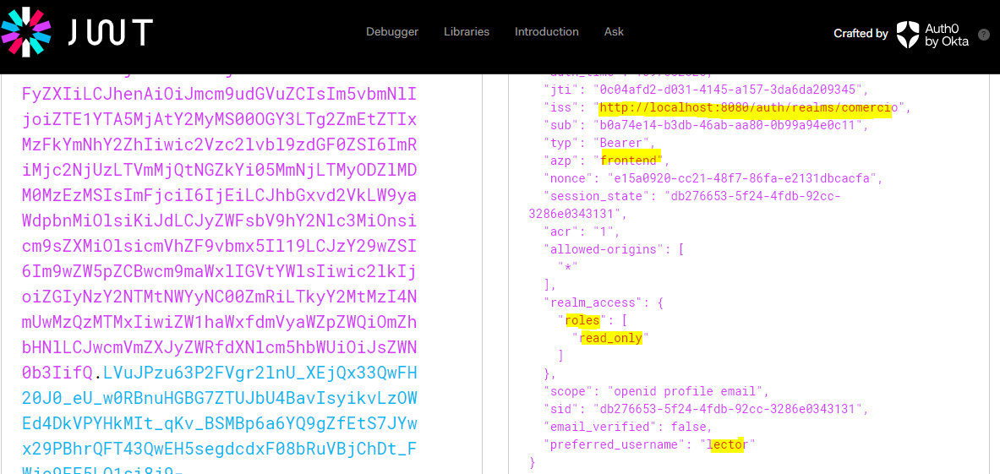 JWT
Debugger
Libraries
Introduction
Ask
Crafted by
Auth0
by Okta
?
FyZXIiLCJhenAiOiJmcm9udGVuZCIsIm5vbmNlI
joiZTE1YTA5MjAtY2MyMS00OGY3LTg2ZmEtZTIx
MzFkYmNhY2ZhIiwic2Vzc2lvbl9zdGF0ZSI6ImR
iMjc2NjUzLTVmMjQtNGZkYi05MmNjLTMyODZlMD
M0MzEzMSIsImFjciI6IjEiLCJhbGxvd2VkLW9ya
WdpbnMiOlsiKiJdLCJyZWFsbV9hY2Nlc3MiOnsi
cm9sZXMiOlsicmVhZF9vbmx5Il19LCJzY29wZSI
6Im9wZW5pZCBwcm9maWxlIGVtYWlsIiwic2lkIj
oiZGIyNzY2NTMtNWYyNC00ZmRiLTkyY2MtMzI4N
mUwMzQzMTMxIiwiZW1haWxfdmVyaWZpZWQiOmZh
bHNlLCJwcmVmZXJyZWRfdXNlcm5hbWUiOiJsZWN
0b3IifQ.LVuJPzu63P2FVgr2lnU_XEjQx33QwFH
20J0_eU_w0RBnuHGBG7ZTUJbU4BavIsyikvLzOW
Ed4DkVPYHkMIt_qKv_BSMBp6a6YQ9gZfEtS7JYw
x29PBhrQFT43QwEH5segdcdxF08bRuVBjChDt_F
"jti": "0c04afd2-d031-4145-a157-3da6da209345",
"iss": "http://localhost:8080/auth/realms/comercio",
"sub": "b0a74e14-b3db-46ab-aa80-0b99a94e0c11",
"typ": "Bearer",
"azp": "frontend",
"nonce": "e15a0920-cc21-48f7-86fa-e2131dbcacfa",
"session_state": "db276653-5f24-4fdb-92cc-
3286e0343131",
"acr": "1",
"allowed-origins": [
"*"
],
"realm_access": {
"roles": [
"read_only"
]
},
"scope": "openid profile email",
"sid": "db276653-5f24-4fdb-92cc-3286e0343131",
"email_verified": false,
"preferred_username": "lector"
}